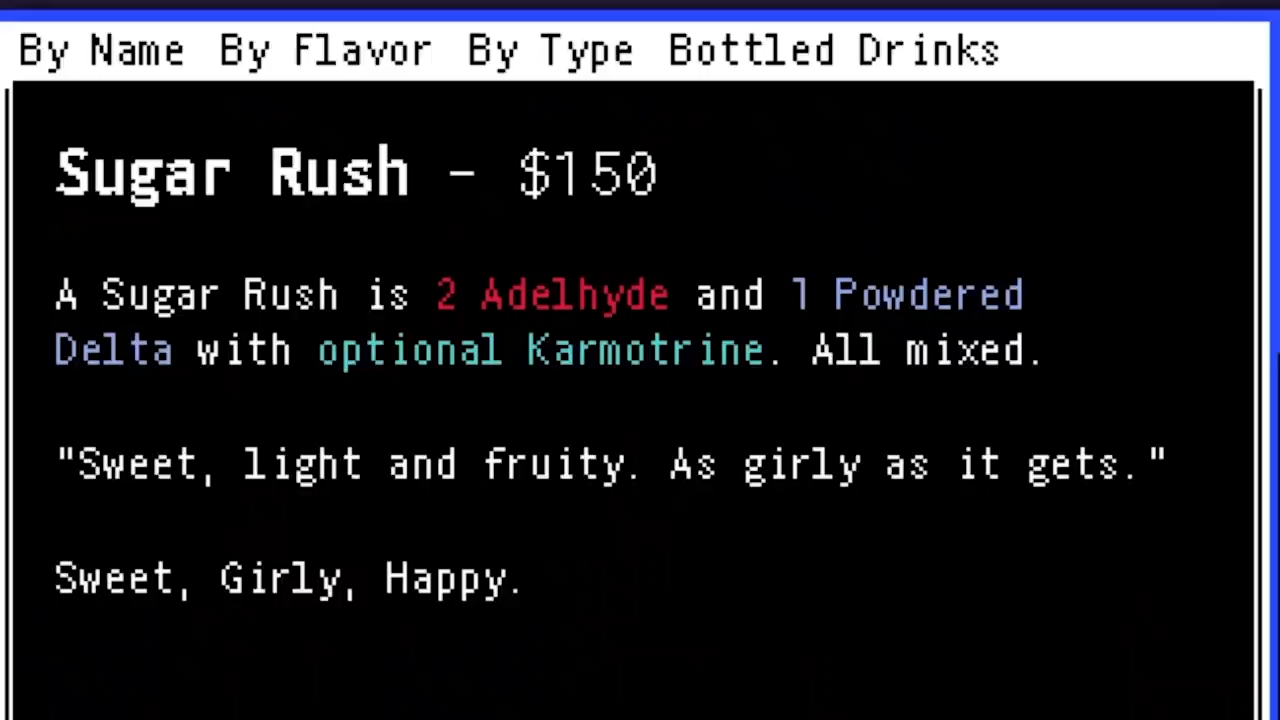 By Name By Flavor By Type Bottled Drinks
Sugar Rush - $150
A Sugar Rush is 2 Adelhyde and 1 Powdered
Delta with optional Karmotrine. All mixed.
"Sweet, light and fruity. As girly as it gets."
Sweet, Girly, Happy.